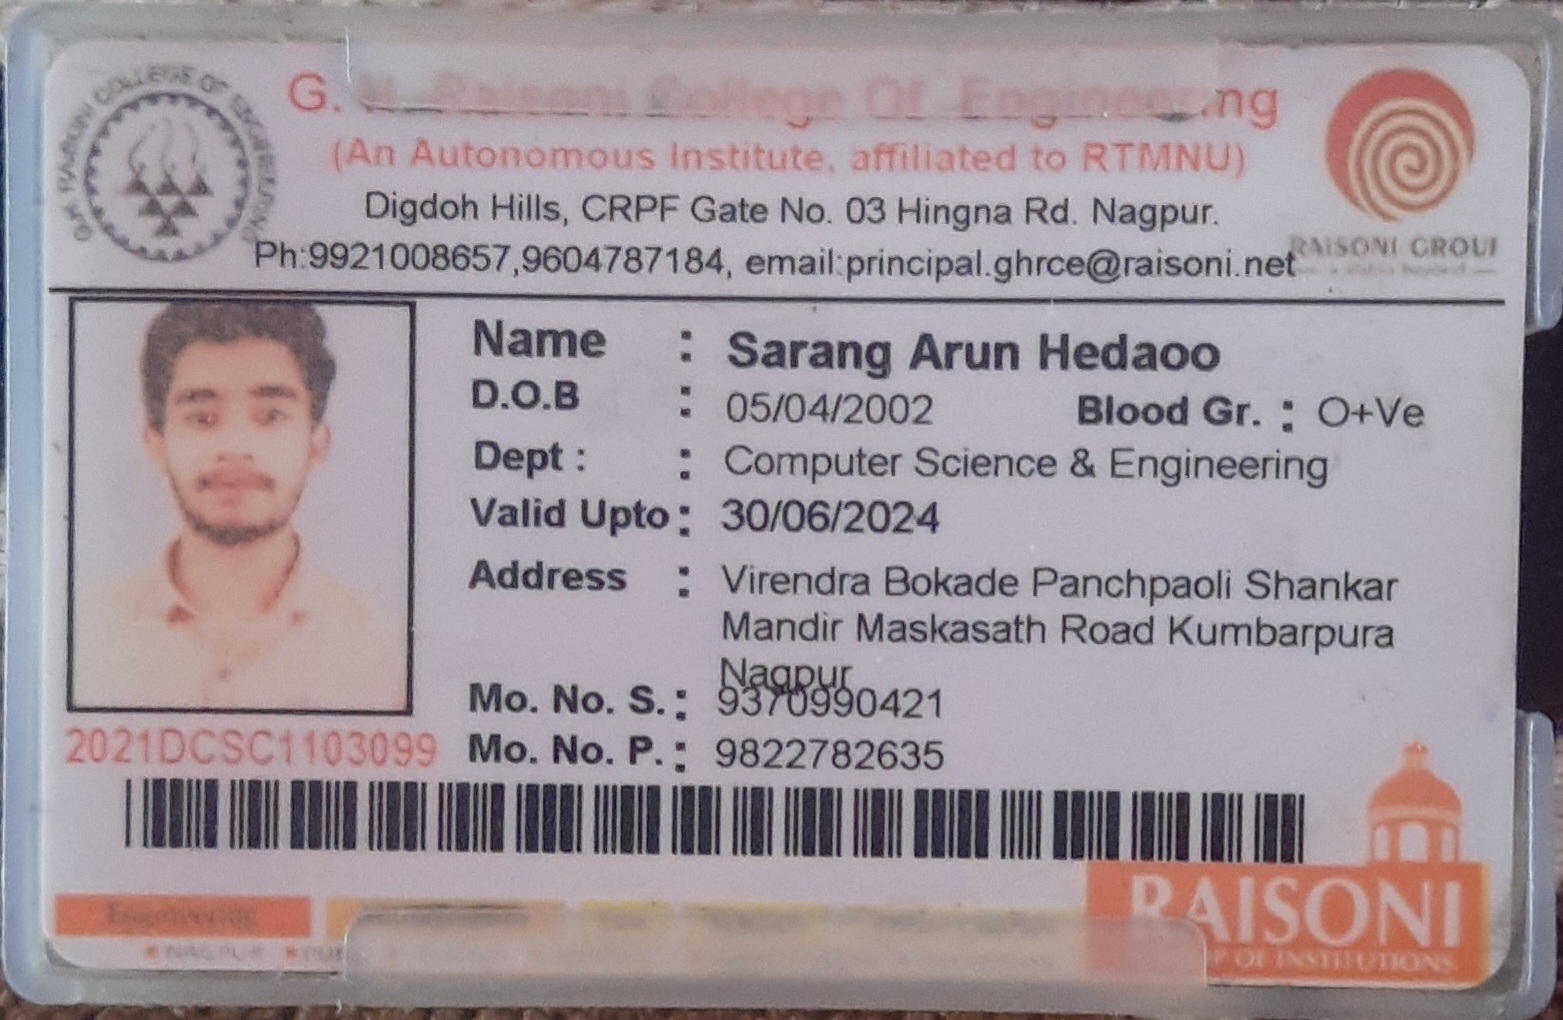 G. H. Raisoni College Of Engineering
(An Autonomous Institute, affiliated to RTMNU)
Digdoh Hills, CRPF Gate No. 03 Hingna Rd. Nagpur.
Ph:9921008657,9604787184, email:principal.ghrce@raisoni.net
G.H. RAISONI COLLEGE OF ENGINEERING
RAISONI GROUP
Name : Sarang Arun Hedaoo
D.O.B : 05/04/2002 Blood Gr. : O+Ve
Dept : : Computer Science & Engineering
Valid Upto : 30/06/2024
Address : Virendra Bokade Panchpaoli Shankar
Mandir Maskasath Road Kumbarpura
Nagpur
Mo. No. S. : 9370990421
2021DCSC1103099 Mo. No. P. : 9822782635
Engineering
NAGPUR
RAISONI
OF INSTITUTIONS